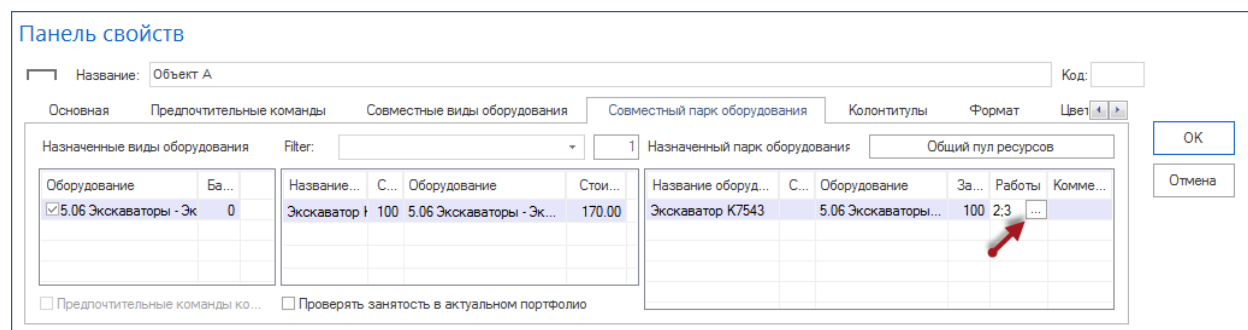 Панель свойств
Название: Объект А Код:
Основная Предпочтительные команды Совместные виды оборудования Совместный парк оборудования Колонтитулы Формат Цвет
Назначенные виды оборудования Filter: 1 Назначенный парк оборудования Общий пул ресурсов
ОК
Отмена
Оборудование Ба... Название... С... Оборудование Стои... Название оборуд... С... Оборудование За... Работы Комме...
5.06 Экскаваторы - Эк 0 Экскаватор К 100 5.06 Экскаваторы - Эк... 170.00 Экскаватор К7543 5.06 Экскаваторы... 100 2;3 ...
Предпочтительные команды ко... Проверять занятость в актуальном портфолио